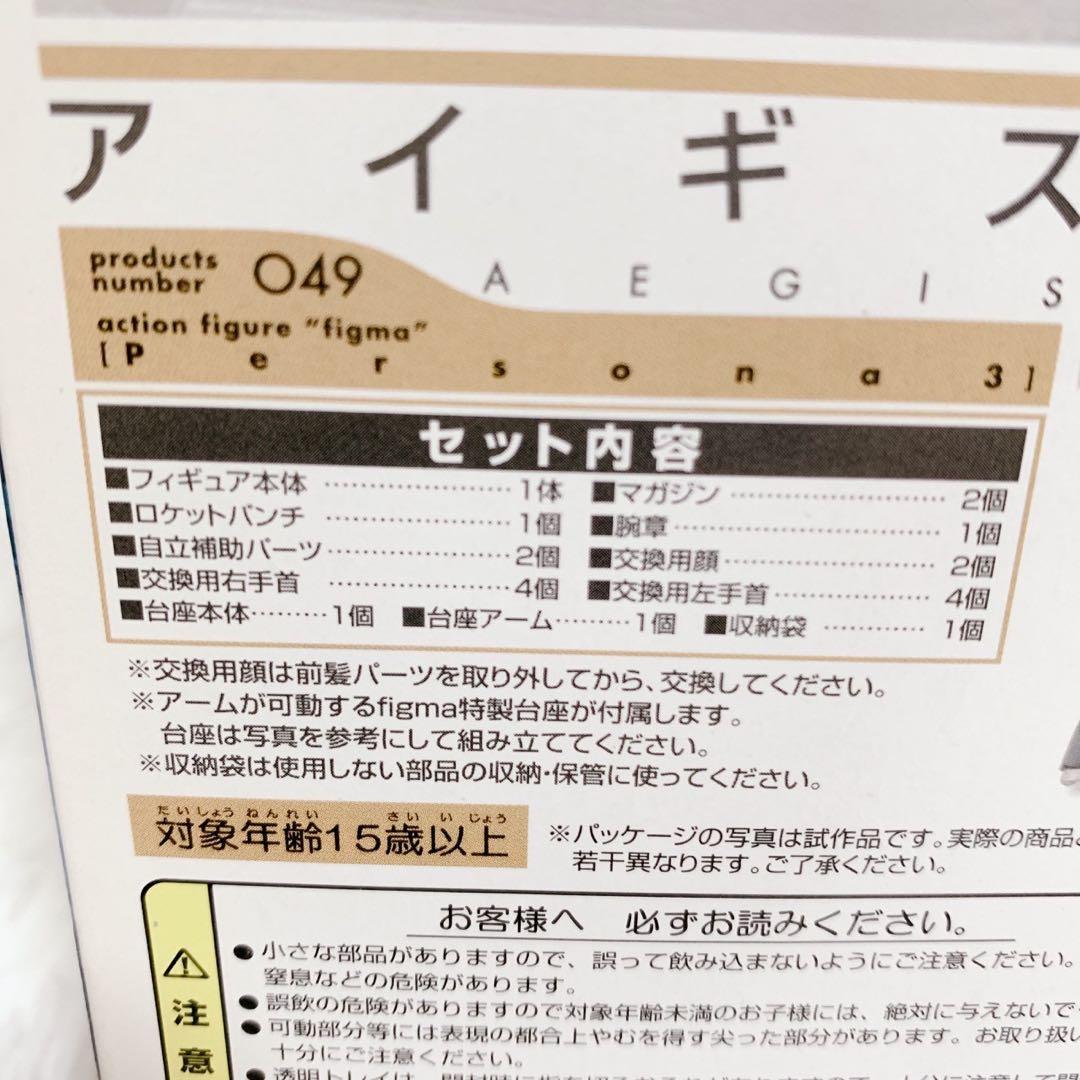 アイギス
products number 049
AEGIS
action figure "figma"
[Persona3]
セット内容
■フィギュア本体 ………………… 1体 ■マガジン ………………… 2個
■ロケットパンチ ………………… 1個 ■腕章………………… 1個
■自立補助パーツ………………… 2個 ■交換用顔………………… 2個
■交換用右手首 ………………… 4個 ■交換用左手首………………… 4個
■台座本体……… 1個 ■台座アーム……… 1個 ■収納袋 ………… 1個
※交換用顔は前髪パーツを取り外してから、交換してください。
※アームが可動するfigma特製台座が付属します。
台座は写真を参考にして組み立ててください。
※収納袋は使用しない部品の収納・保管に使ってください。
たいしょうねんれい さいいじょう
対象年齢15歳以上
※パッケージの写真は試作品です。実際の商品と
若干異なります。ご了承ください。
注意
お客様へ 必ずお読みください。
●小さな部品がありますので、誤って飲み込まないようにご注意ください。
窒息などの危険があります。
●誤飲の危険がありますので対象年齢未満のお子様には、絶対に与えないで
●可動部分等には表現の都合上やむを得ず尖った部分があります。お取り扱い
十分にご注意ください。